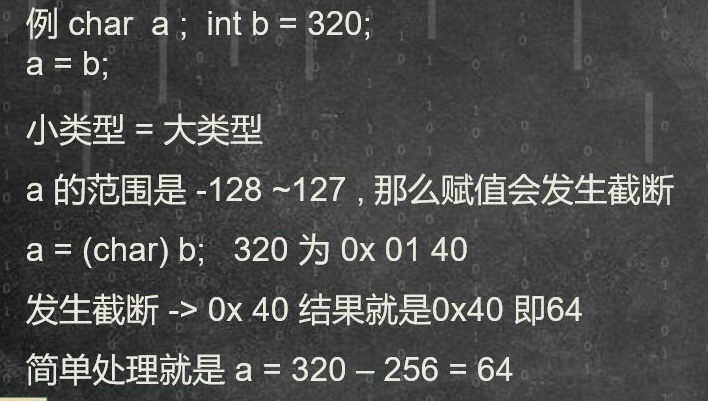 例 char a ; int b = 320;
a = b;
小类型 = 大类型
a 的范围是 -128 ~127 , 那么赋值会发生截断
a = (char) b; 320 为 0x 01 40
发生截断 -> 0x 40 结果就是0x40 即64
简单处理就是 a = 320 – 256 = 64